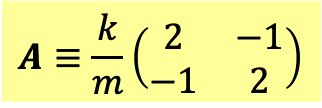 A ≡ k/m (2 -1
-1 2)